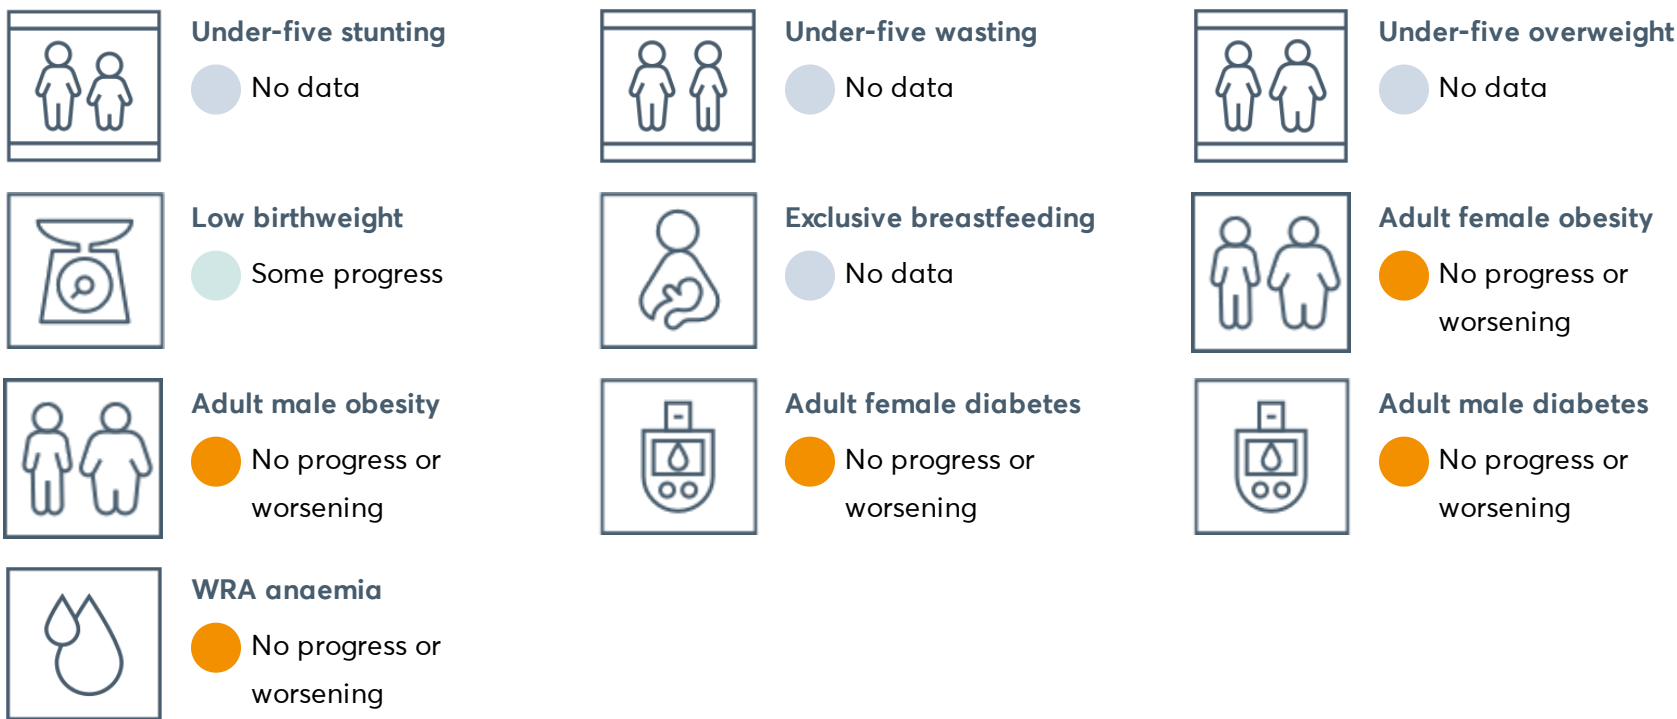 Under-five stunting
No data
Under-five wasting
No data
Under-five overweight
No data
Low birthweight
Some progress
Exclusive breastfeeding
No data
Adult female obesity
No progress or
worsening
Adult male obesity
No progress or
worsening
Adult female diabetes
No progress or
worsening
Adult male diabetes
No progress or
worsening
WRA anaemia
No progress or
worsening